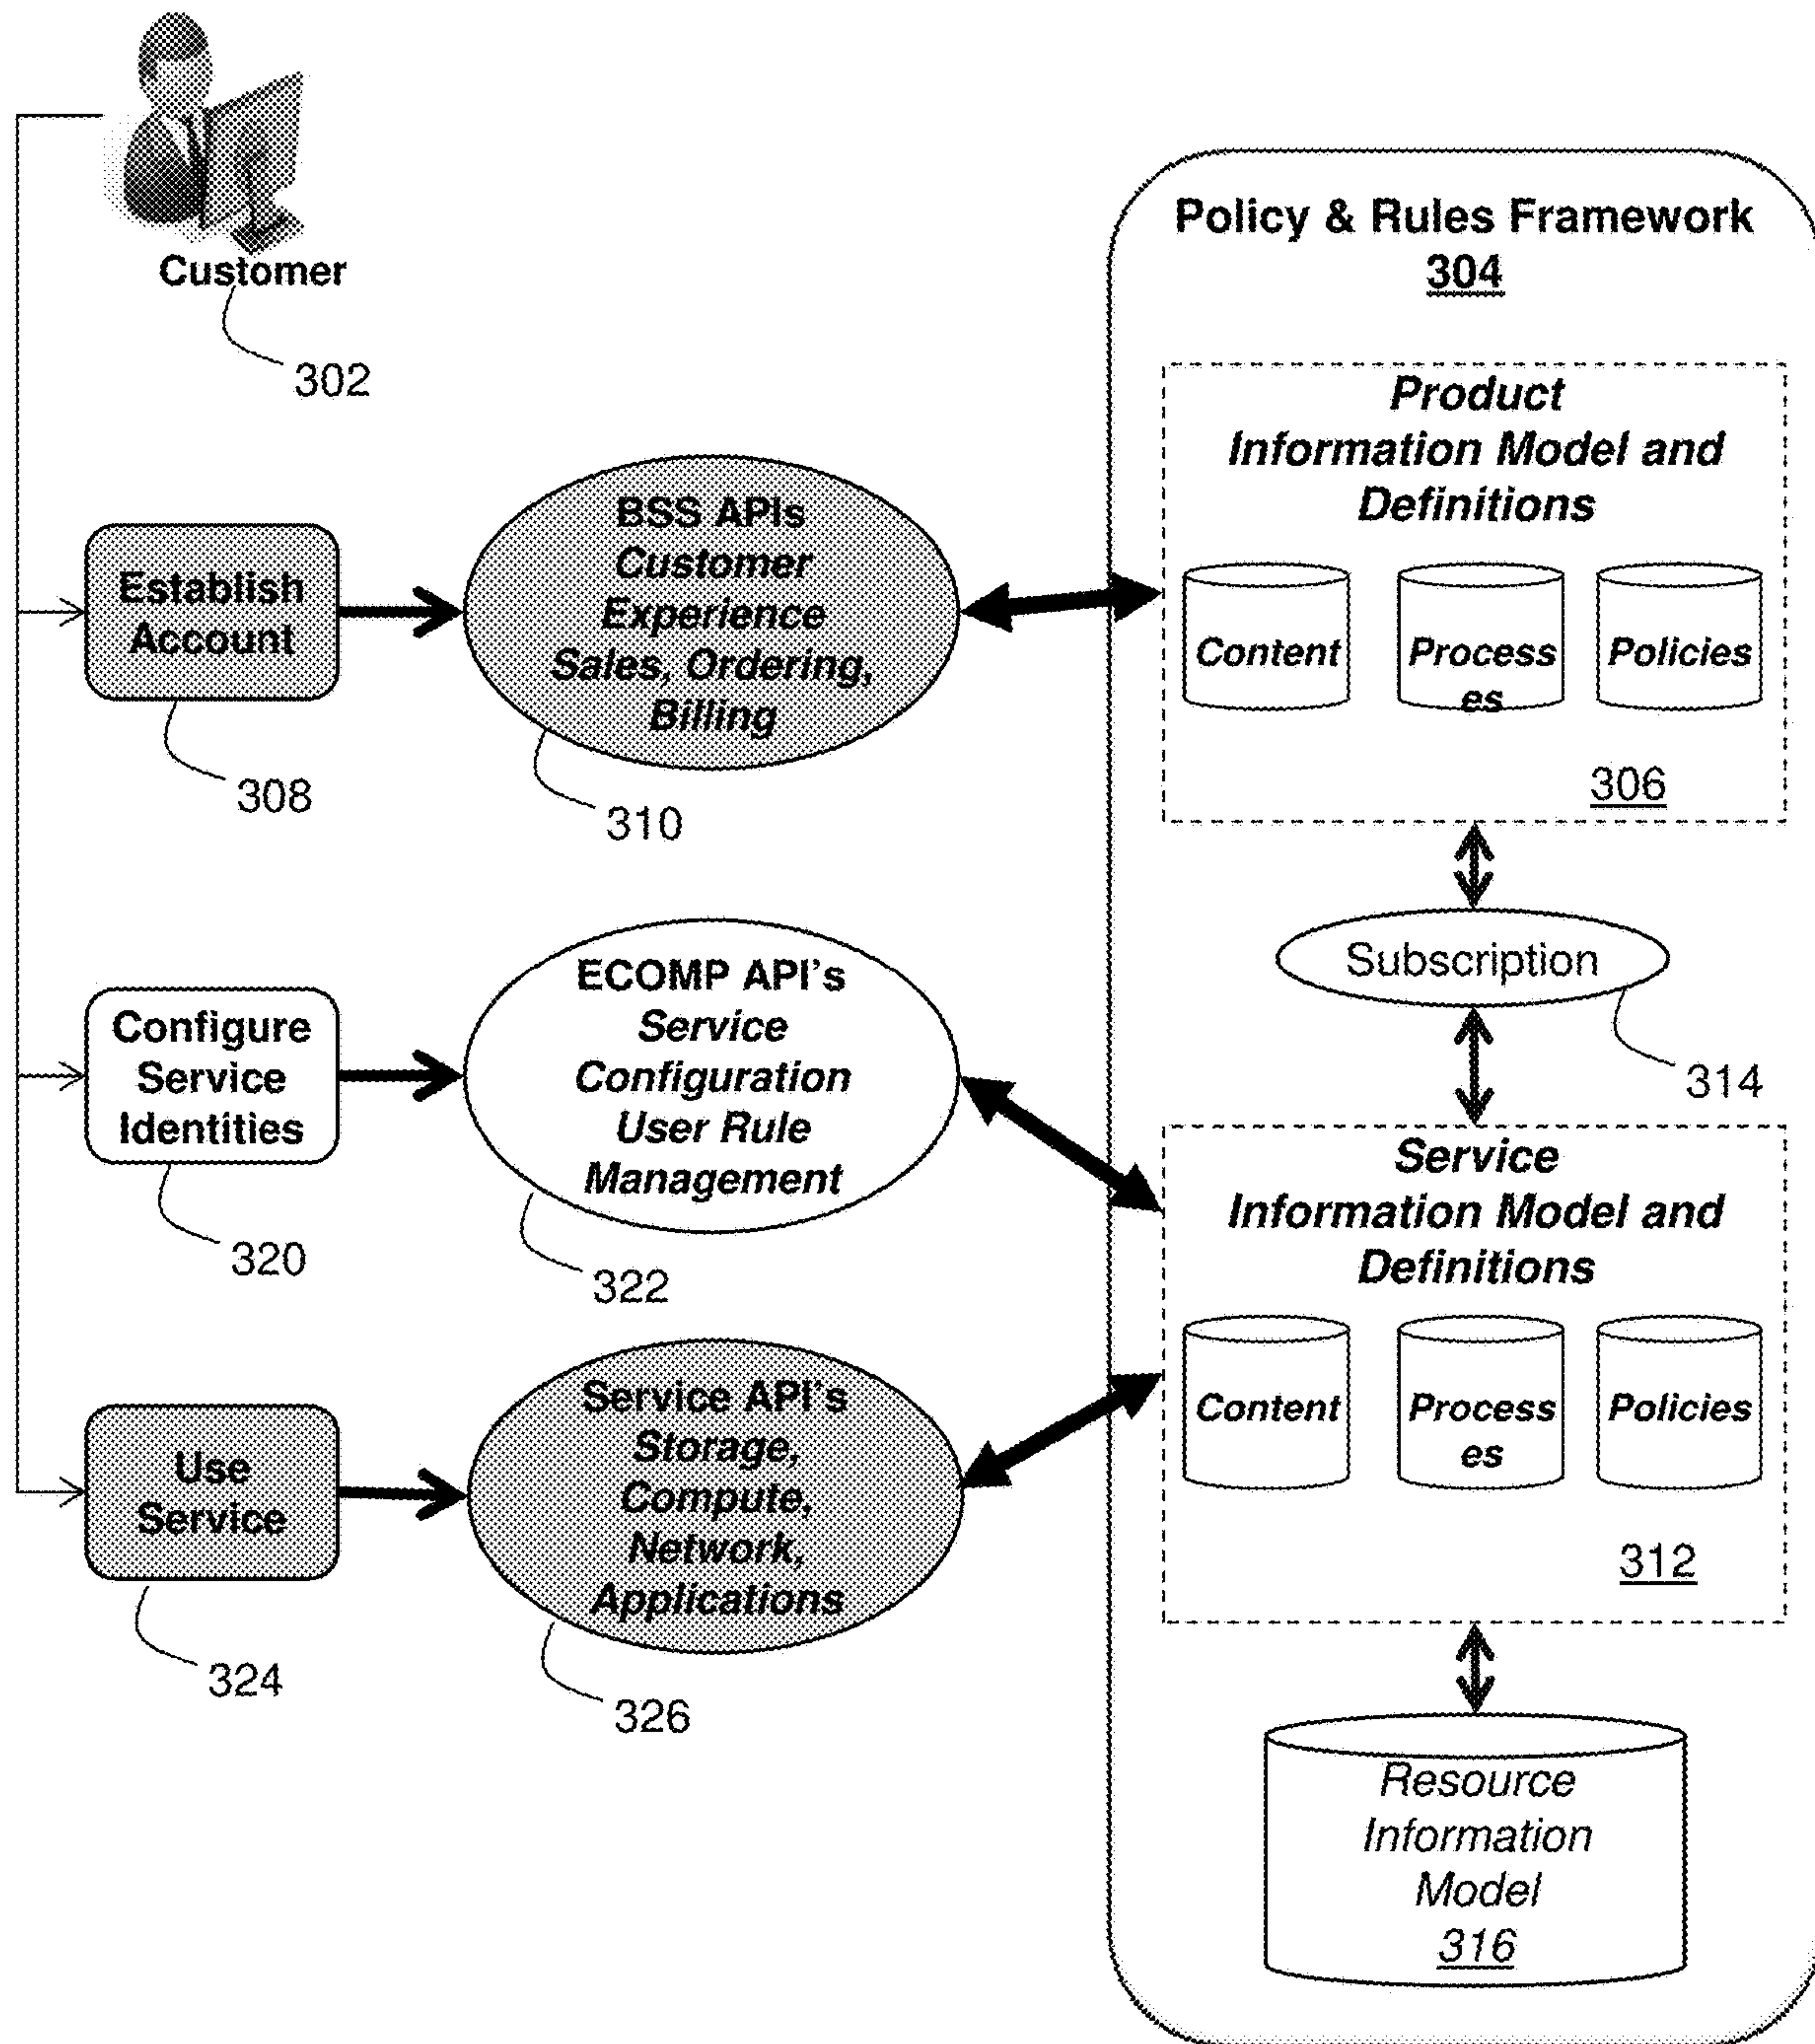 Customer
302
Policy & Rules Framework
304
Product
Information Model and
Definitions
Content
Process
es
Policies
306
Establish
Account
308
BSS APIs
Customer
Experience
Sales, Ordering,
Billing
310
Subscription
314
Configure
Service
Identities
320
ECOMP API's
Service
Configuration
User Rule
Management
322
Service
Information Model and
Definitions
Content
Process
es
Policies
312
Use
Service
324
Service API's
Storage,
Compute,
Network,
Applications
326
Resource
Information
Model
316